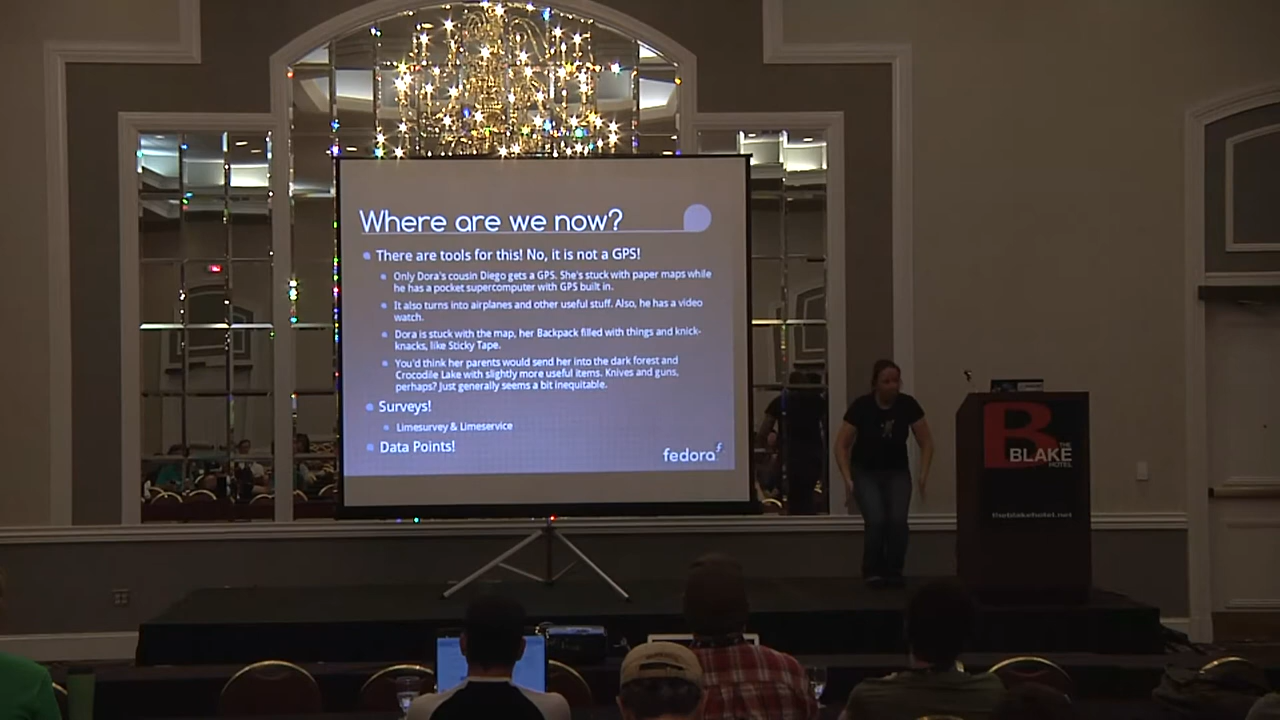 Where are we now?
There are tools for this! No, it is not a GPS!
Only Dora's cousin Diego gets a GPS. She's stuck with paper maps while
he has a pocket supercomputer with GPS built in.
It also turns into airplanes and other useful stuff. Also, he has a video
watch.
Dora is stuck with the map, her Backpack filled with things and knick-
knacks, like Sticky Tape.
You'd think her parents would send her into the dark forest and
Crocodile Lake with slightly more useful items. Knives and guns,
perhaps? Just generally seems a bit inequitable.
Surveys!
Limesurvey & Limeservice
Data Points!
fedora
B
THE
BLAKE
HOTEL
theblakehotel.net